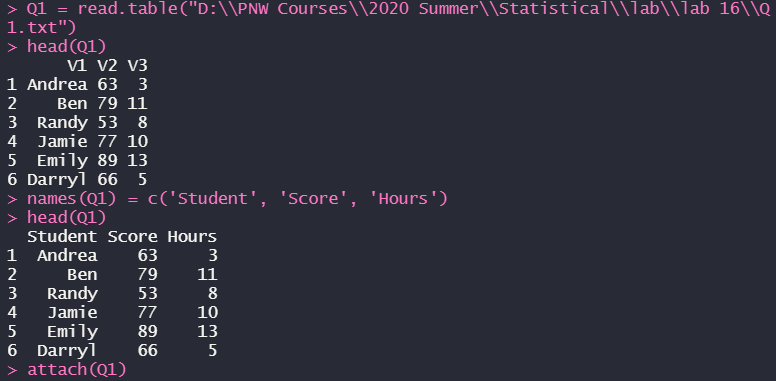 > Q1 = read.table("D:\\PNW Courses\\2020 Summer\\Statistical\\lab\\lab 16\\Q
1.txt")
> head(Q1)
       V1 V2 V3
1 Andrea 63  3
2    Ben 79 11
3  Randy 53  8
4  Jamie 77 10
5  Emily 89 13
6 Darryl 66  5
> names(Q1) = c('Student', 'Score', 'Hours')
> head(Q1)
  Student Score Hours
1  Andrea    63     3
2     Ben    79    11
3   Randy    53     8
4   Jamie    77    10
5   Emily    89    13
6  Darryl    66     5
> attach(Q1)